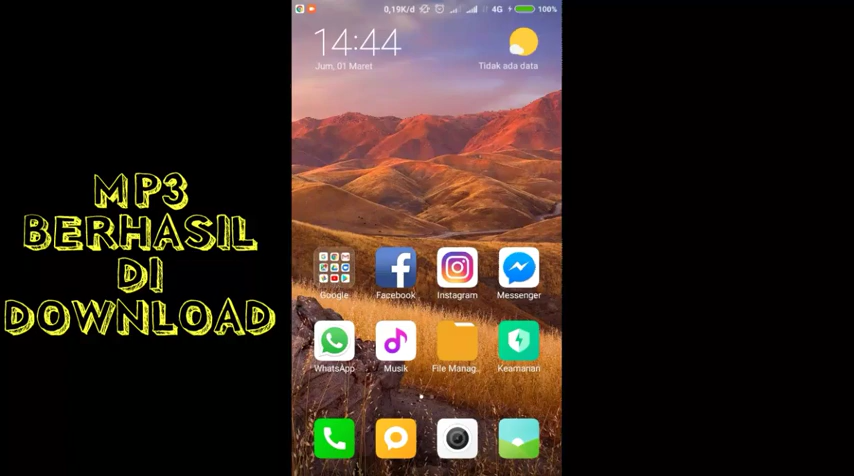 0,19K/d
4G
100%
14:44
Jum, 01 Maret
Tidak ada data
MP3
BERHASIL
DI
DOWNLOAD
Google
Facebook
Instagram
Messenger
WhatsApp
Musik
File Manag..
Keamanan